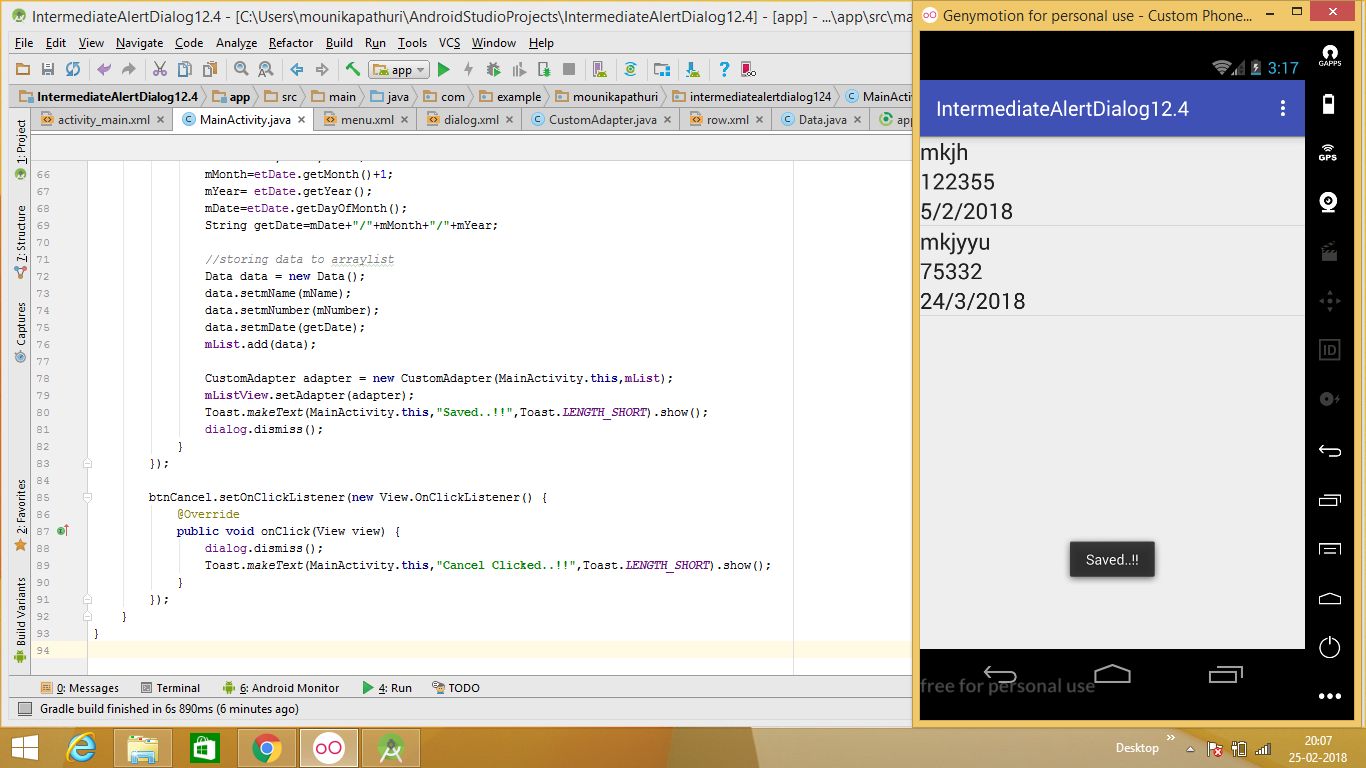 IntermediateAlertDialog12.4 - [C:\Users\mounikapathuri\AndroidStudioProjects\IntermediateAlertDialog12.4] - [app] - ...\app\src\ma
File Edit View Navigate Code Analyze Refactor Build Run Tools VCS Window Help
app
IntermediateAlertDialog12.4 app src main java com example mounikapathuri intermediatealertdialog124 MainActi
activity_main.xml MainActivity.java menu.xml dialog.xml CustomAdapter.java row.xml Data.java app
1: Project
7: Structure
Captures
2: Favorites
Build Variants
66 mMonth=etDate.getMonth()+1;
67 mYear= etDate.getYear();
68 mDate=etDate.getDayOfMonth();
69 String getDate=mDate+"/"+mMonth+"/"+mYear;
70
71 //storing data to arraylist
72 Data data = new Data();
73 data.setmName(mName);
74 data.setmNumber(mNumber);
75 data.setmDate(getDate);
76 mList.add(data);
77
78 CustomAdapter adapter = new CustomAdapter(MainActivity.this,mList);
79 mListView.setAdapter(adapter);
80 Toast.makeText(MainActivity.this,"Saved..!!",Toast.LENGTH_SHORT).show();
81 dialog.dismiss();
82 }
83 });
84
85 btnCancel.setOnClickListener(new View.OnClickListener() {
86 @Override
87 public void onClick(View view) {
88 dialog.dismiss();
89 Toast.makeText(MainActivity.this,"Cancel Clicked..!!",Toast.LENGTH_SHORT).show();
90 }
91 });
92 }
93 }
94
0: Messages Terminal 6: Android Monitor 4: Run TODO
Gradle build finished in 6s 890ms (6 minutes ago)
Genymotion for personal use - Custom Phone...
3:17
IntermediateAlertDialog12.4
mkjh
122355
5/2/2018
mkjyyu
75332
24/3/2018
Saved..!!
free for personal use
GAPPS
GPS
ID
Desktop
20:07
25-02-2018